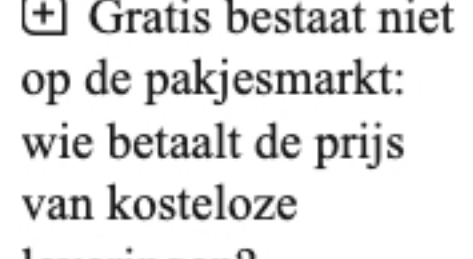 Gratis bestaat niet
op de pakjesmarkt:
wie betaalt de prijs
van kosteloze